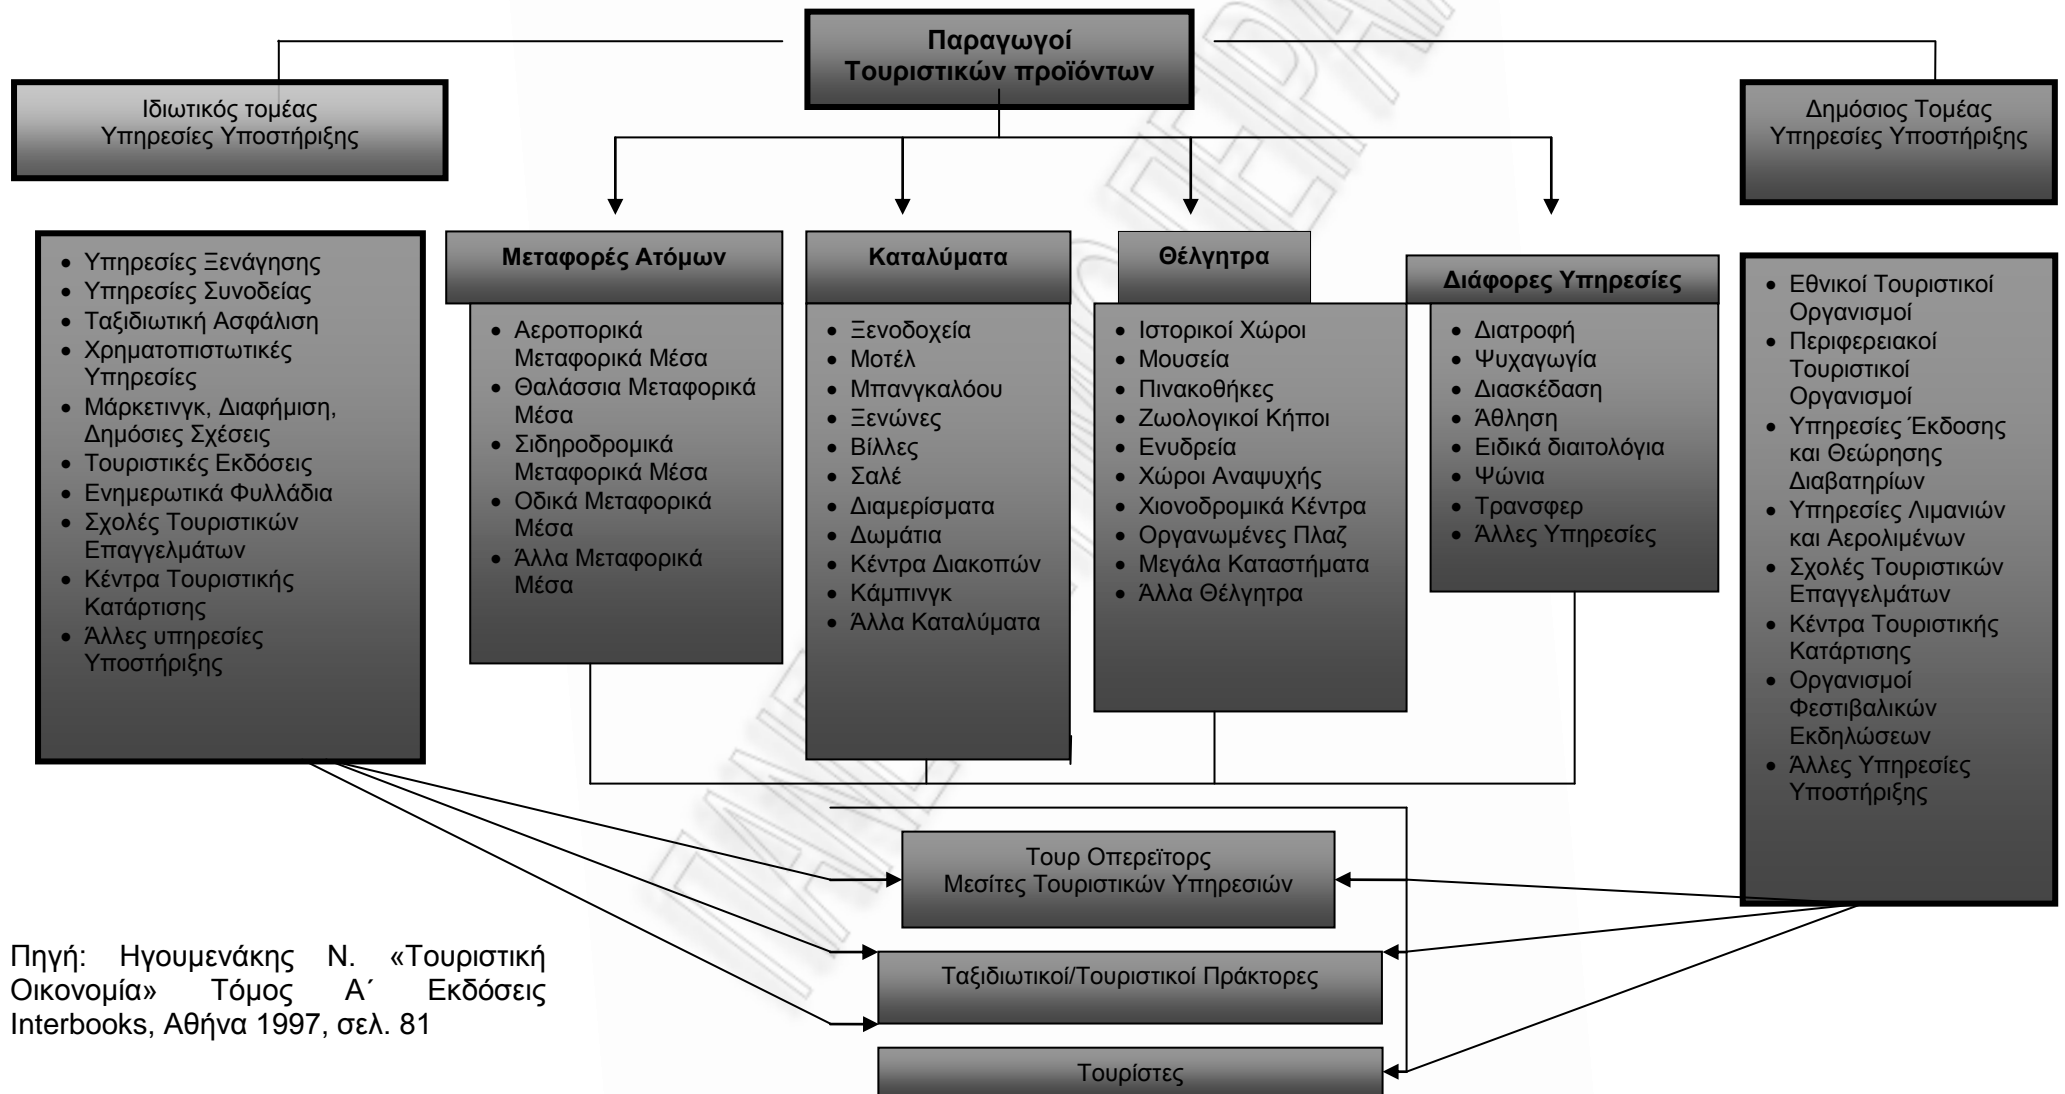 Παραγωγοί
Τουριστικών προϊόντων
Ιδιωτικός τομέας
Υπηρεσίες Υποστήριξης
Δημόσιος Τομέας
Υπηρεσίες Υποστήριξης
• Υπηρεσίες Ξενάγησης
• Υπηρεσίες Συνοδείας
• Ταξιδιωτική Ασφάλιση
• Χρηματοπιστωτικές
Υπηρεσίες
• Μάρκετινγκ, Διαφήμιση,
Δημόσιες Σχέσεις
• Τουριστικές Εκδόσεις
• Ενημερωτικά Φυλλάδια
• Σχολές Τουριστικών
Επαγγελμάτων
• Κέντρα Τουριστικής
Κατάρτισης
• Άλλες υπηρεσίες
Υποστήριξης
Μεταφορές Ατόμων
• Αεροπορικά
Μεταφορικά Μέσα
• Θαλάσσια Μεταφορικά
Μέσα
• Σιδηροδρομικά
Μεταφορικά Μέσα
• Οδικά Μεταφορικά
Μέσα
• Άλλα Μεταφορικά
Μέσα
Καταλύματα
• Ξενοδοχεία
• Μοτέλ
• Μπανγκαλόου
• Ξενώνες
• Βίλλες
• Σαλέ
• Διαμερίσματα
• Δωμάτια
• Κέντρα Διακοπών
• Κάμπινγκ
• Άλλα Καταλύματα
Θέλγητρα
• Ιστορικοί Χώροι
• Μουσεία
• Πινακοθήκες
• Ζωολογικοί Κήποι
• Ενυδρεία
• Χώροι Αναψυχής
• Χιονοδρομικά Κέντρα
• Οργανωμένες Πλαζ
• Μεγάλα Καταστήματα
• Άλλα Θέλγητρα
Διάφορες Υπηρεσίες
• Διατροφή
• Ψυχαγωγία
• Διασκέδαση
• Άθληση
• Ειδικά διαιτολόγια
• Ψώνια
• Τρανσφερ
• Άλλες Υπηρεσίες
• Εθνικοί Τουριστικοί
Οργανισμοί
• Περιφερειακοί
Τουριστικοί
Οργανισμοί
• Υπηρεσίες Έκδοσης
και Θεώρησης
Διαβατηρίων
• Υπηρεσίες Λιμανιών
και Αερολιμένων
• Σχολές Τουριστικών
Επαγγελμάτων
• Κέντρα Τουριστικής
Κατάρτισης
• Οργανισμοί
Φεστιβαλικών
Εκδηλώσεων
• Άλλες Υπηρεσίες
Υποστήριξης
Τουρ Οπερεϊτορς
Μεσίτες Τουριστικών Υπηρεσιών
Ταξιδιωτικοί/Τουριστικοί Πράκτορες
Τουρίστες
Πηγή: Ηγουμενάκης Ν. «Τουριστική
Οικονομία» Τόμος Α΄ Εκδόσεις
Interbooks, Αθήνα 1997, σελ. 81